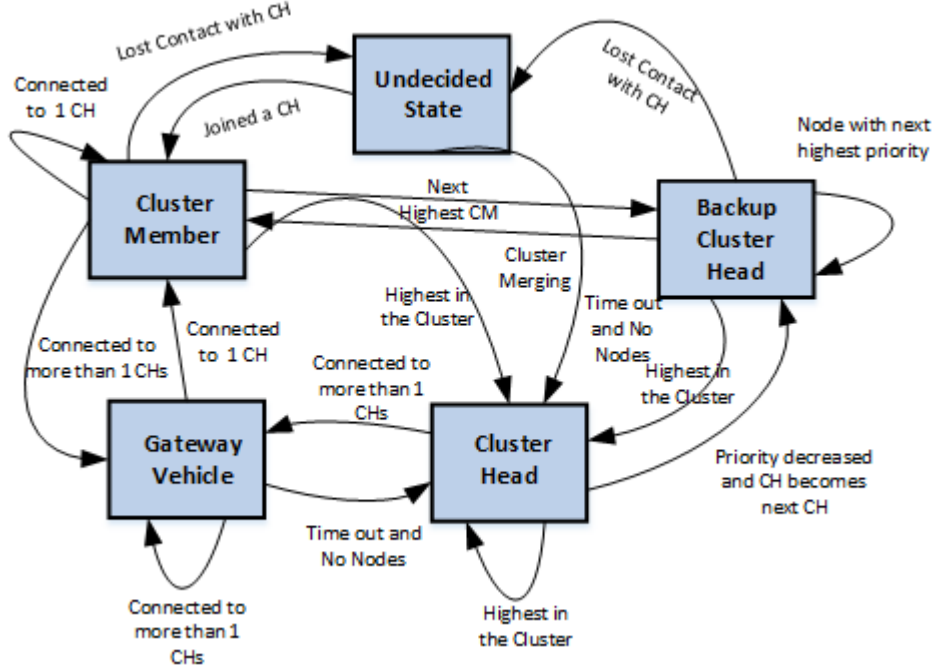 Lost Contact with CH
Undecided
State
Lost Contact
with CH
Connected
to 1 CH
Joined a CH
Node with next
highest priority
Cluster
Member
Next
Highest CM
Backup
Cluster
Head
Cluster
Merging
Highest in
the Cluster
Time out
and No
Nodes
Connected to
more than 1 CHs
Connected
to 1 CH
Connected to
more than 1
CHs
Highest in
the Cluster
Gateway
Vehicle
Cluster
Head
Priority decreased
and CH becomes
next CH
Time out and
No Nodes
Connected to
more than 1
CHs
Highest in
the Cluster